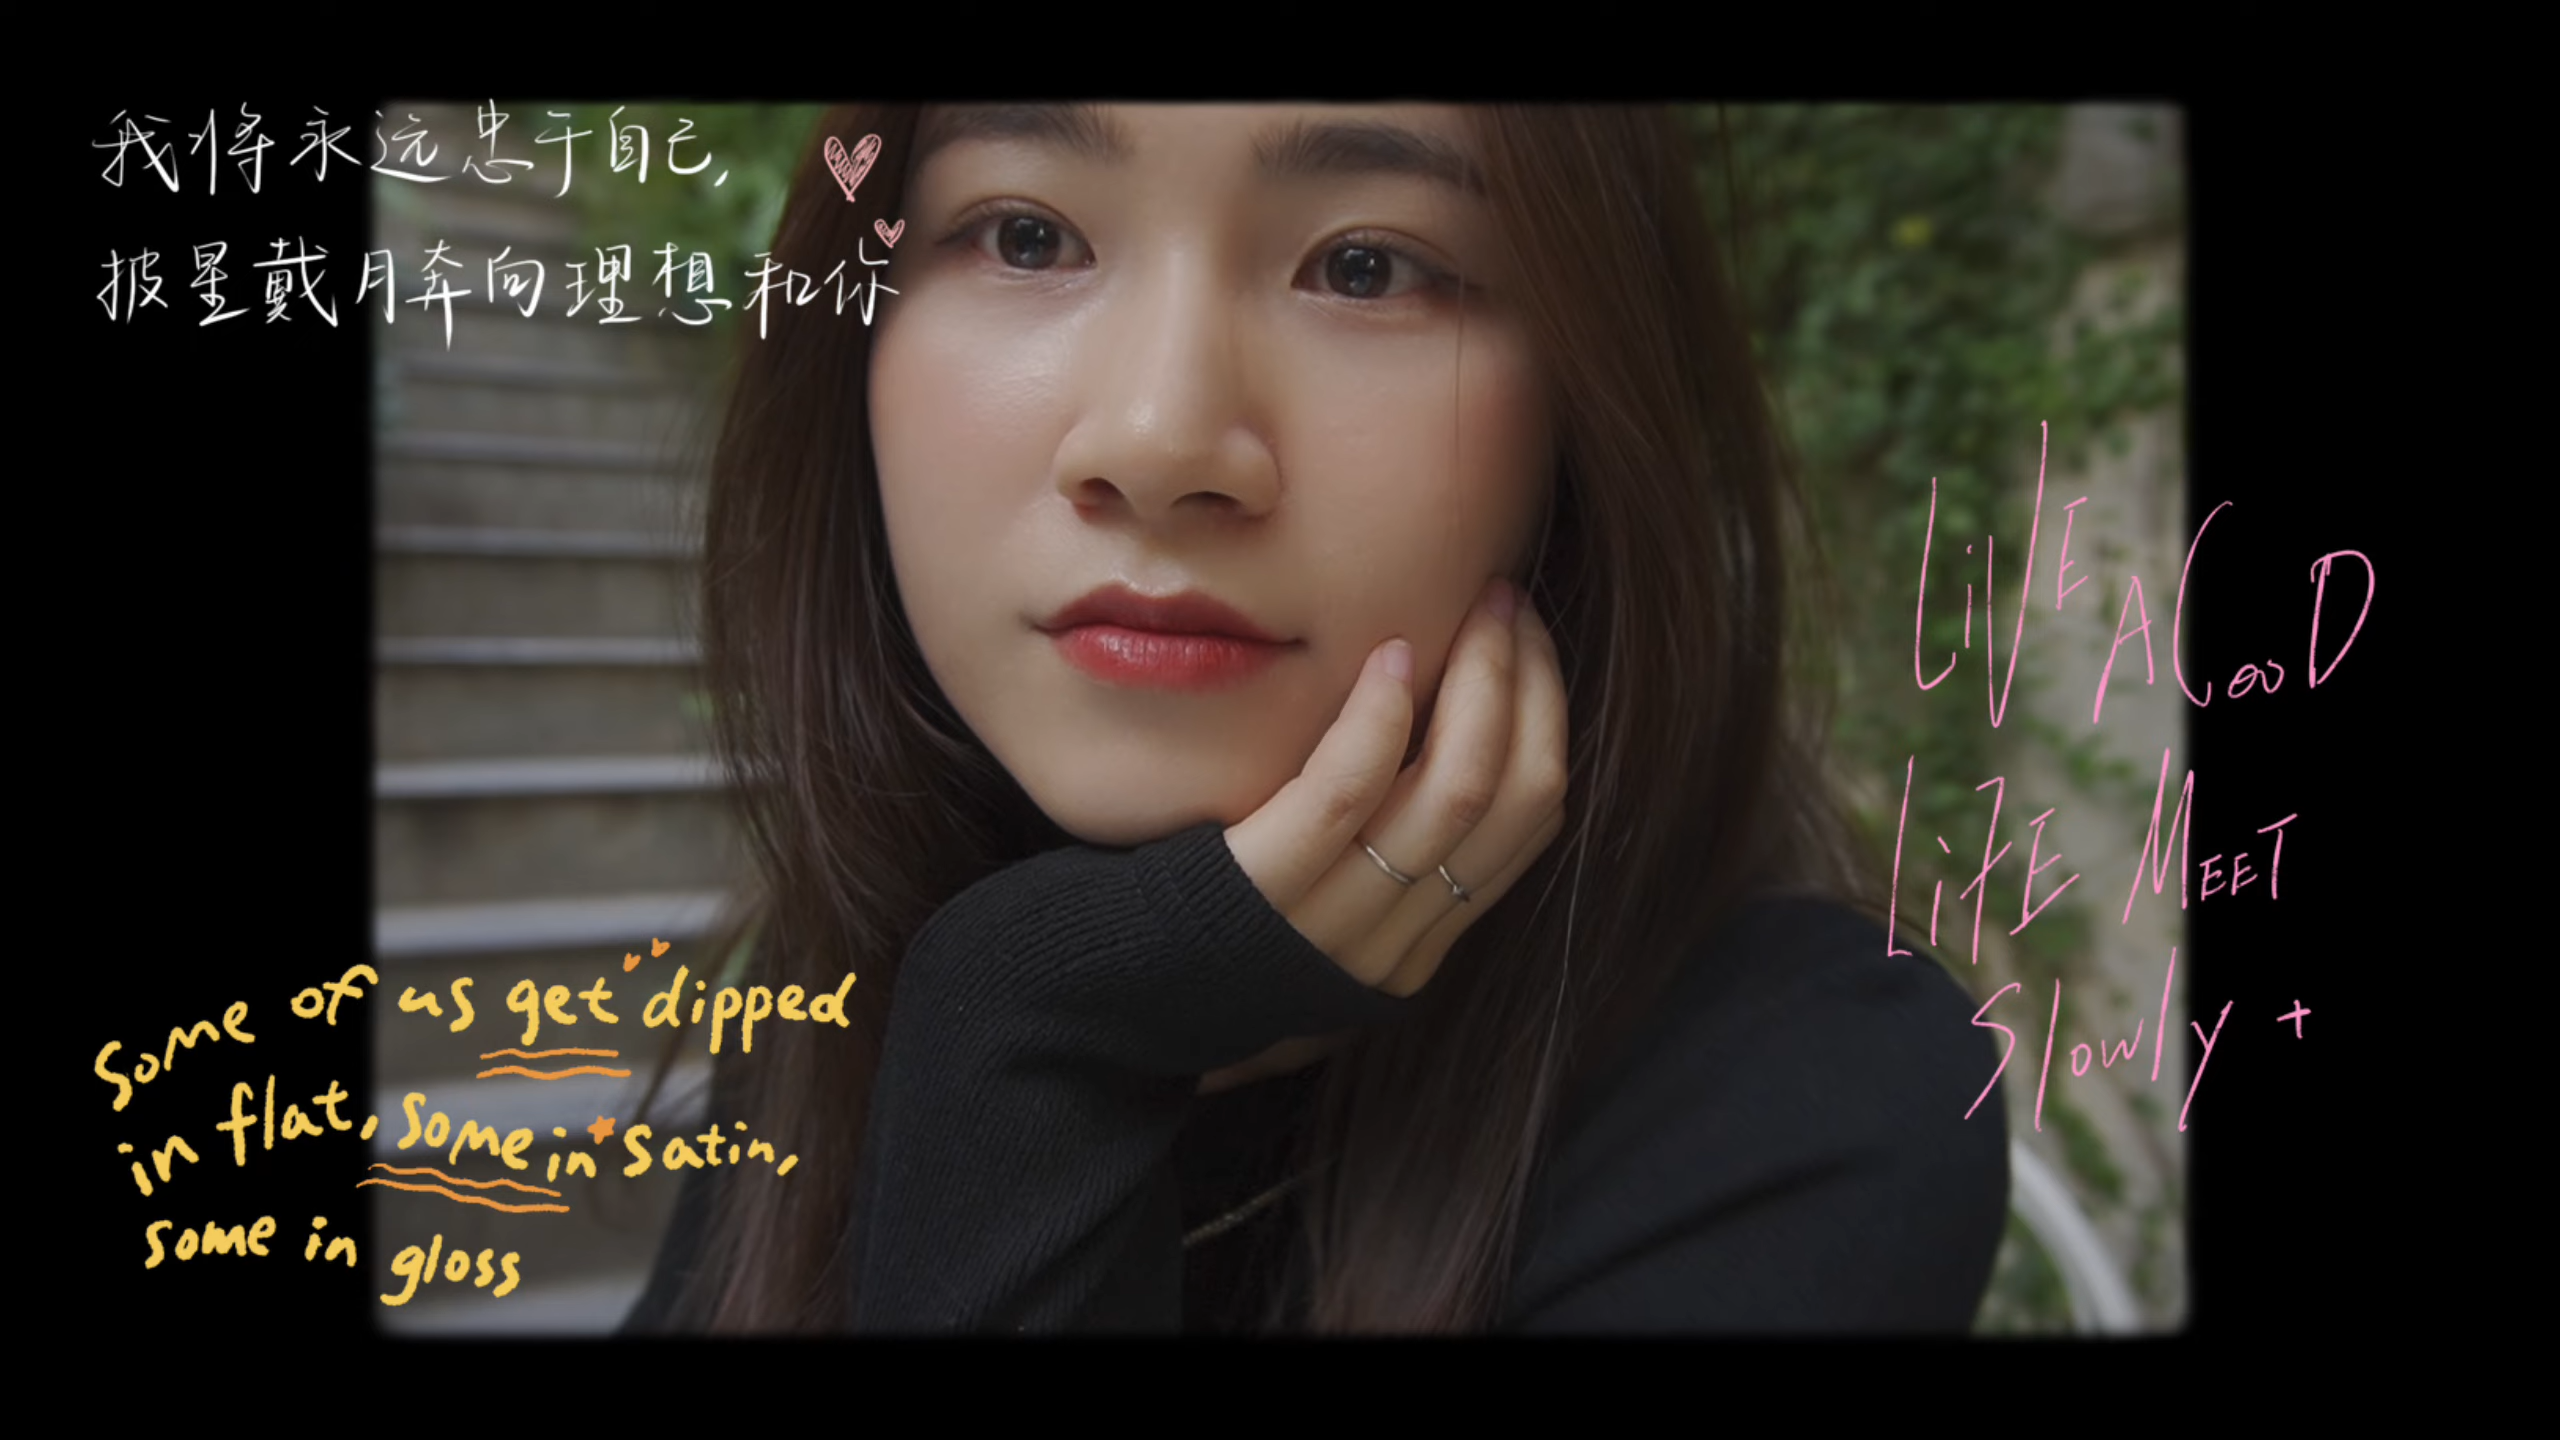 我将永远忠于自己,
披星戴月奔向理想和你
Some of us get dipped
in flat, some in satin,
some in gloss
LiVE A GooD
LiFE MEET
Slowly +